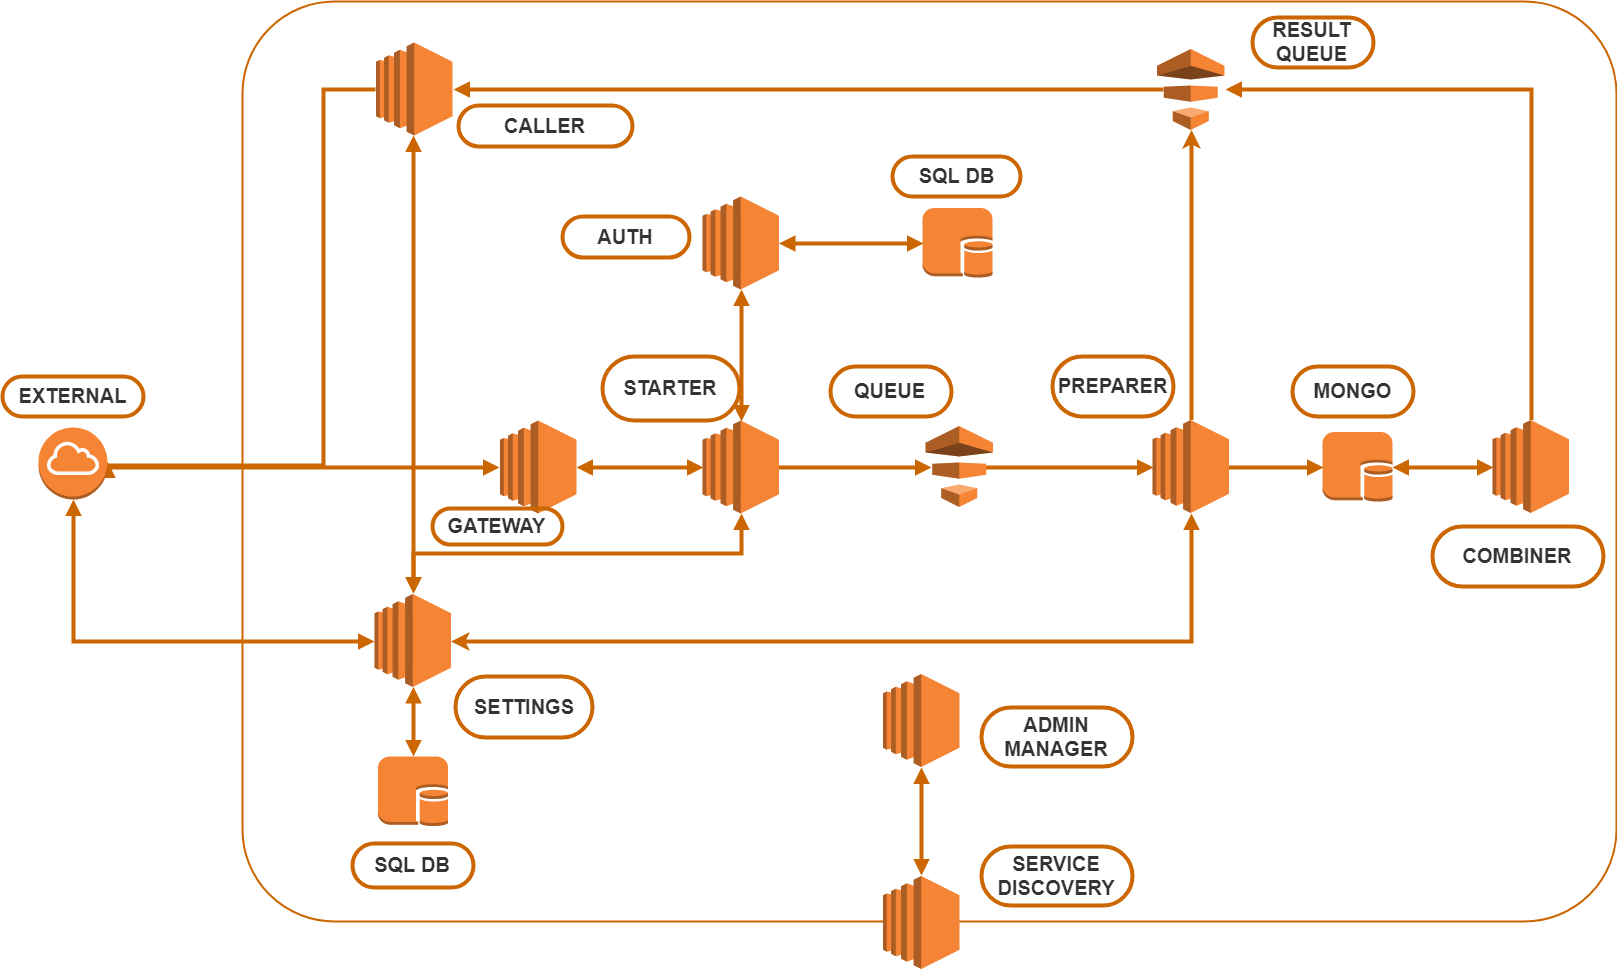 RESULT
QUEUE
CALLER
SQL DB
AUTH
EXTERNAL
STARTER
QUEUE
PREPARER
MONGO
GATEWAY
COMBINER
SETTINGS
ADMIN
MANAGER
SQL DB
SERVICE
DISCOVERY